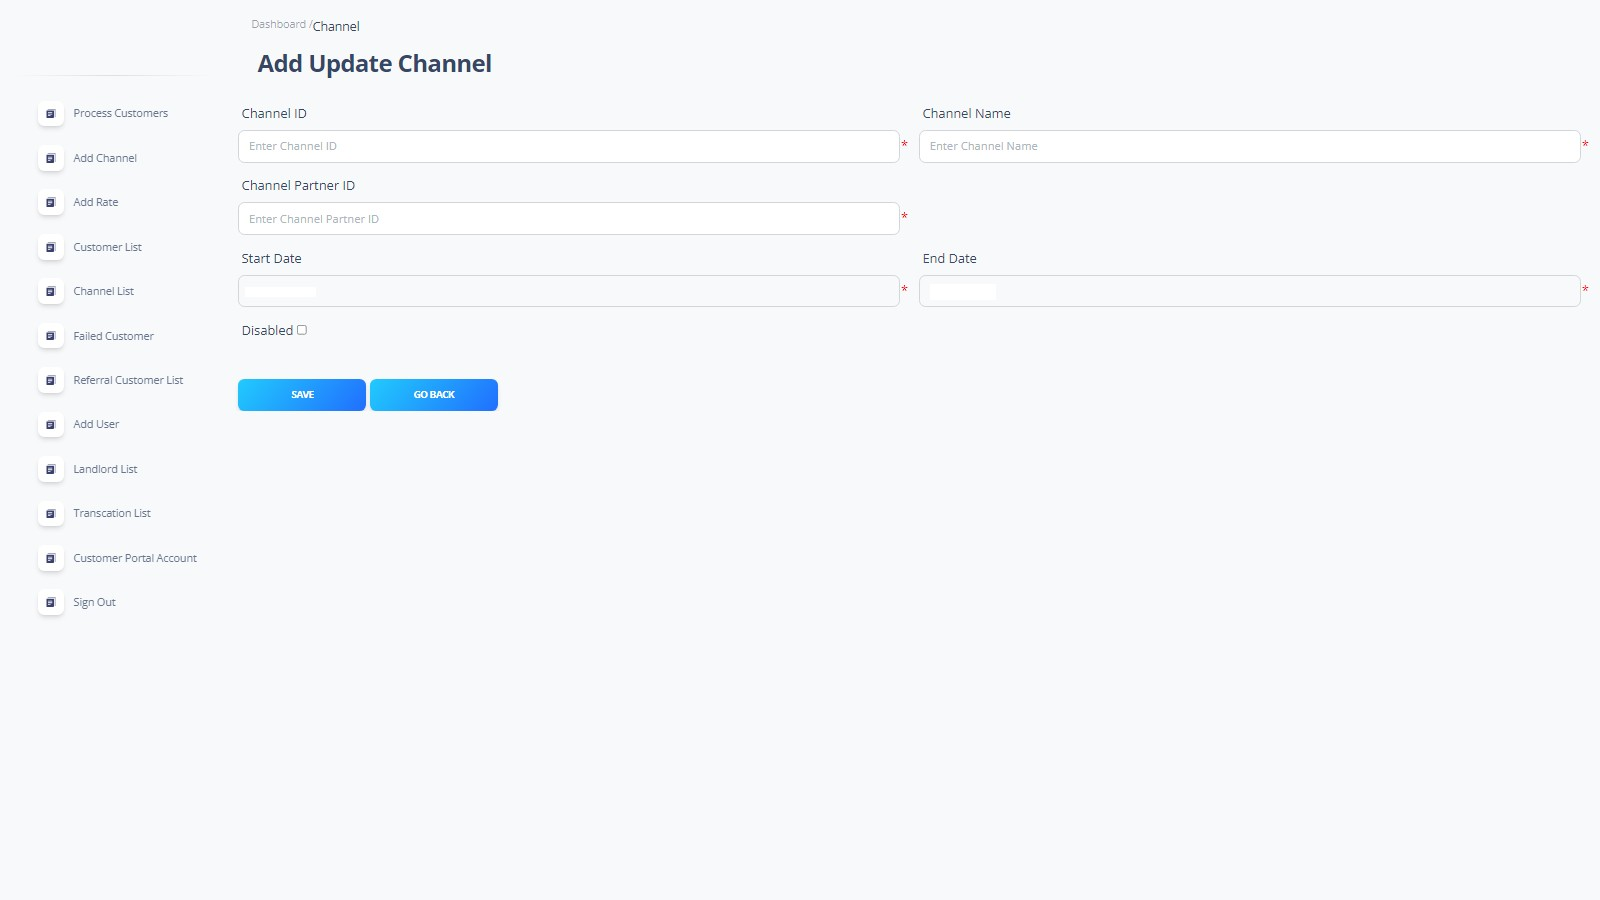 Dashboard /Channel
Add Update Channel
Process Customers
Add Channel
Add Rate
Customer List
Channel List
Failed Customer
Referral Customer List
Add User
Landlord List
Transcation List
Customer Portal Account
Sign Out
Channel ID
Enter Channel ID *
Channel Name
Enter Channel Name *
Channel Partner ID
Enter Channel Partner ID *
Start Date
*
End Date
*
Disabled
SAVE
GO BACK